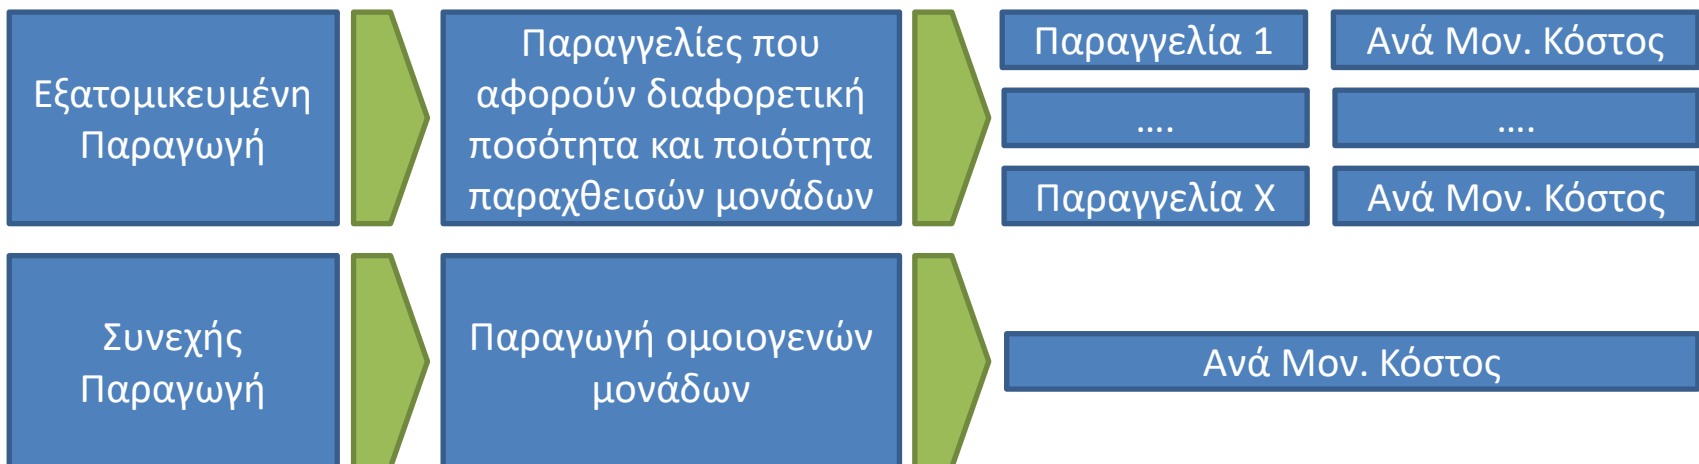 Εξατομικευμένη
Παραγωγή
Παραγγελίες που
αφορούν διαφορετική
ποσότητα και ποιότητα
παραχθεισών μονάδων
Παραγγελία 1
Ανά Μον. Κόστος
....
....
Παραγγελία Χ
Ανά Μον. Κόστος
Συνεχής
Παραγωγή
Παραγωγή ομοιογενών
μονάδων
Ανά Μον. Κόστος